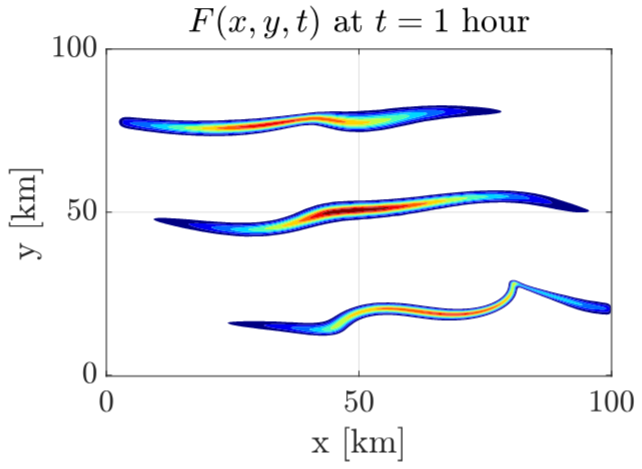 F(x, y, t) at t = 1 hour
100
50
0
y [km]
0 50 100
x [km]